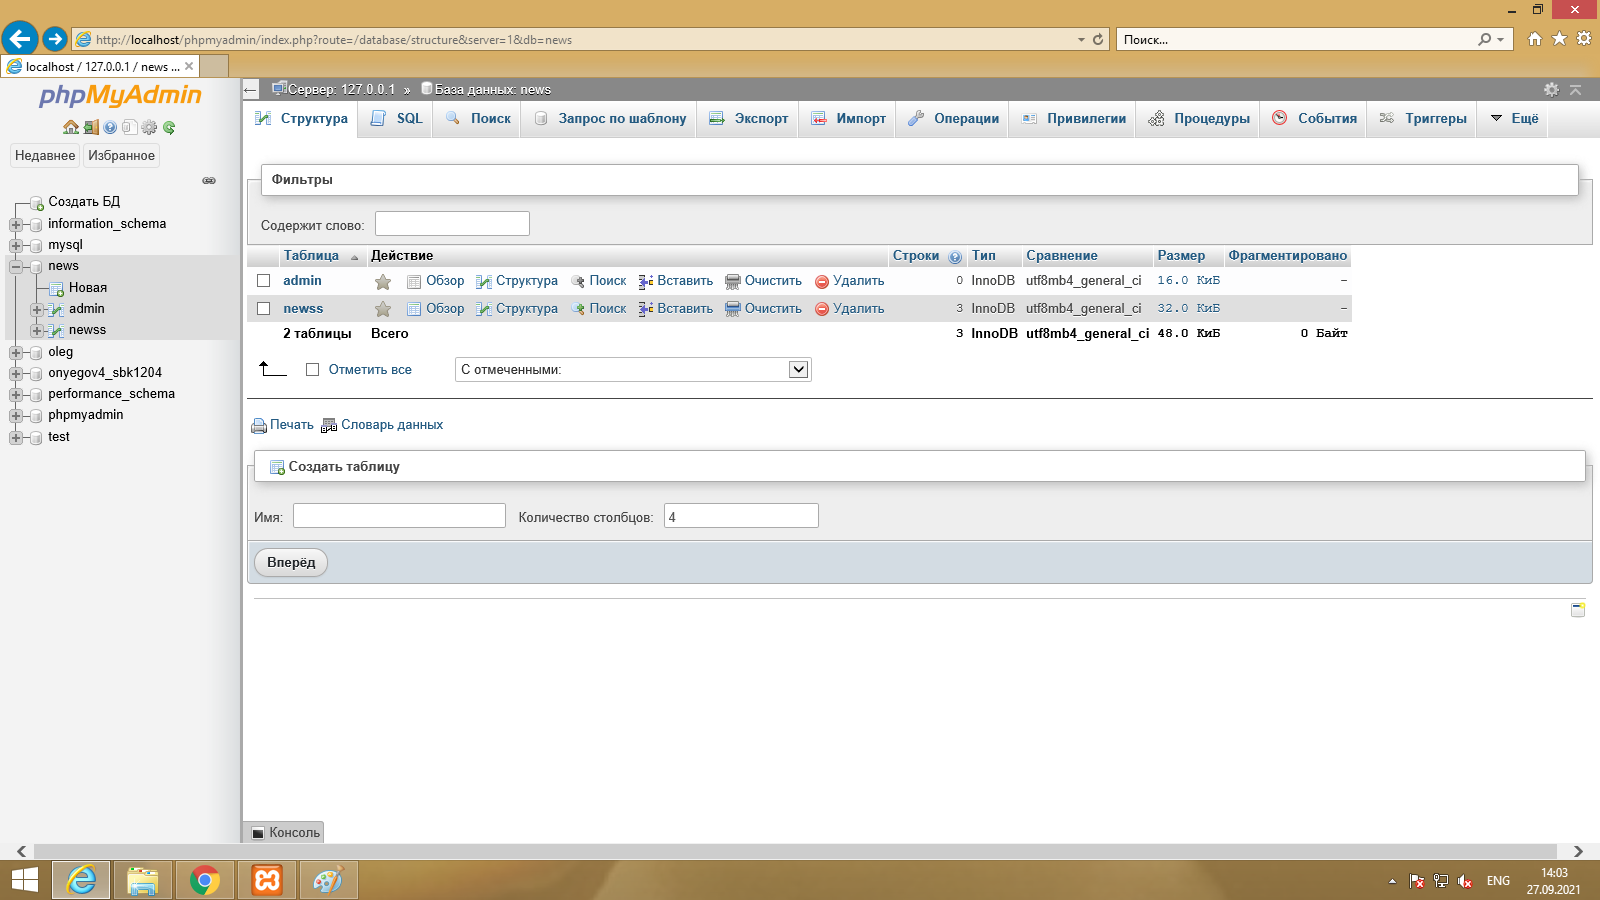 http://localhost/phpmyadmin/index.php?route=/database/structure&server=1&db=news
Поиск...
localhost / 127.0.0.1 / news ...
phpMyAdmin
Недавнее Избранное
Создать БД
information_schema
mysql
news
Новая
admin
newss
oleg
onyegov4_sbk1204
performance_schema
phpmyadmin
test
Сервер: 127.0.0.1 » База данных: news
Структура SQL Поиск Запрос по шаблону Экспорт Импорт Операции Привилегии Процедуры События Триггеры Ещё
Фильтры
Содержит слово:
Таблица Действие Строки Тип Сравнение Размер Фрагментировано
admin Обзор Структура Поиск Вставить Очистить Удалить 0 InnoDB utf8mb4_general_ci 16.0 КиБ –
newss Обзор Структура Поиск Вставить Очистить Удалить 3 InnoDB utf8mb4_general_ci 32.0 КиБ –
2 таблицы Всего 3 InnoDB utf8mb4_general_ci 48.0 КиБ 0 Байт
Отметить все С отмеченными:
Печать Словарь данных
Создать таблицу
Имя: Количество столбцов: 4
Вперёд
Консоль
ENG
14:03
27.09.2021